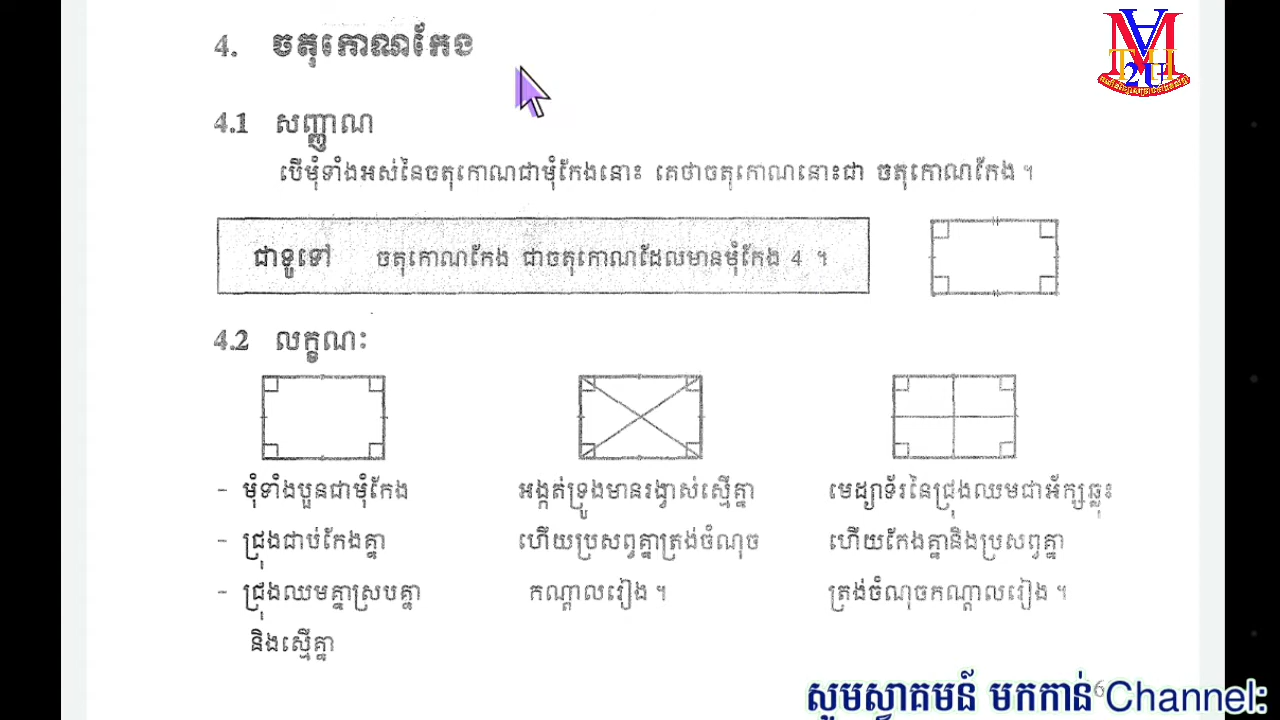 4. ចតុកោណកែង
4.1 សញ្ញាណ
បើមុំទាំងអស់នៃចតុកោណជាមុំកែងនោះ គេថាចតុកោណនោះជា ចតុកោណកែង ។
ជាទូទៅ ចតុកោណកែង ជាចតុកោណដែលមានមុំកែង 4 ។
4.2 លក្ខណៈ
- មុំទាំងបួនជាមុំកែង
- ជ្រុងជាប់កែងគ្នា
- ជ្រុងឈមគ្នាស្របគ្នា
និងស្មើគ្នា
អង្កត់ទ្រូងមានរង្វាស់ស្មើគ្នា
ហើយប្រសព្វគ្នាត្រង់ចំណុច
កណ្ដាលរៀង ។
មេដ្យាទ័រនៃជ្រុងឈមជាអ័ក្សឆ្លុះ
ហើយកែងគ្នានិងប្រសព្វគ្នា
ត្រង់ចំណុចកណ្ដាលរៀង ។
6
សូមស្វាគមន៍ មកកាន់ Channel:
MATH
2U